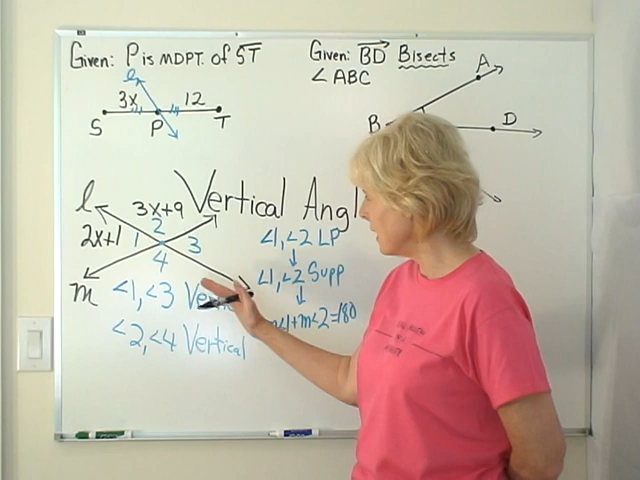 Given: P is MDPT. of ST
l
3x 12
S P T
Given: BD Bisects
∠ABC
A
B D
Vertical Angl
l 3x+9
2x+1 1 2 3
4
m
∠1,∠3
∠2,∠4 Vertical
∠1,∠2 LP
↓
∠1,∠2 Supp
↓
∠1+m∠2=180